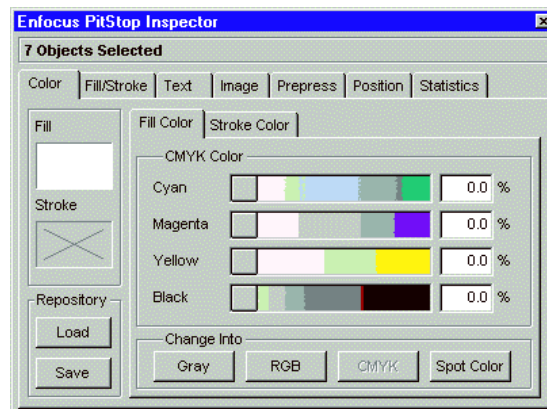 Enfocus PitStop Inspector
7 Objects Selected
Color Fill/Stroke Text Image Prepress Position Statistics
Fill
Stroke
Repository
Load
Save
Fill Color Stroke Color
CMYK Color
Cyan 0.0 %
Magenta 0.0 %
Yellow 0.0 %
Black 0.0 %
Change Into
Gray RGB CMYK Spot Color